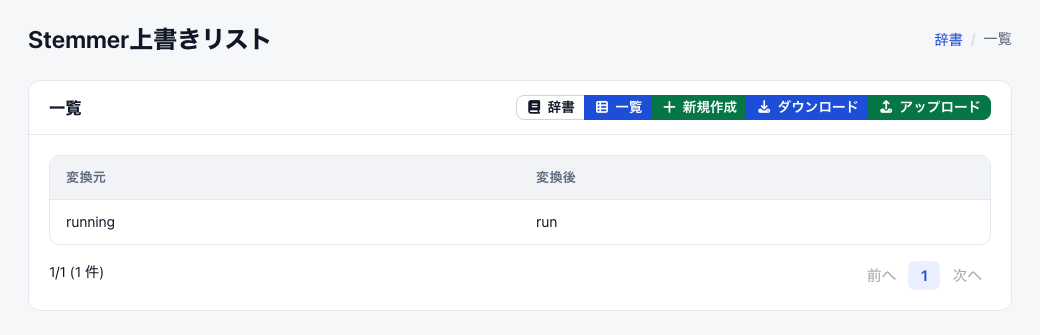 Stemmer上書きリスト
辞書 / 一覧
一覧
辞書 一覧 新規作成 ダウンロード アップロード
変換元 変換後
running run
1/1 (1 件)
前へ 1 次へ